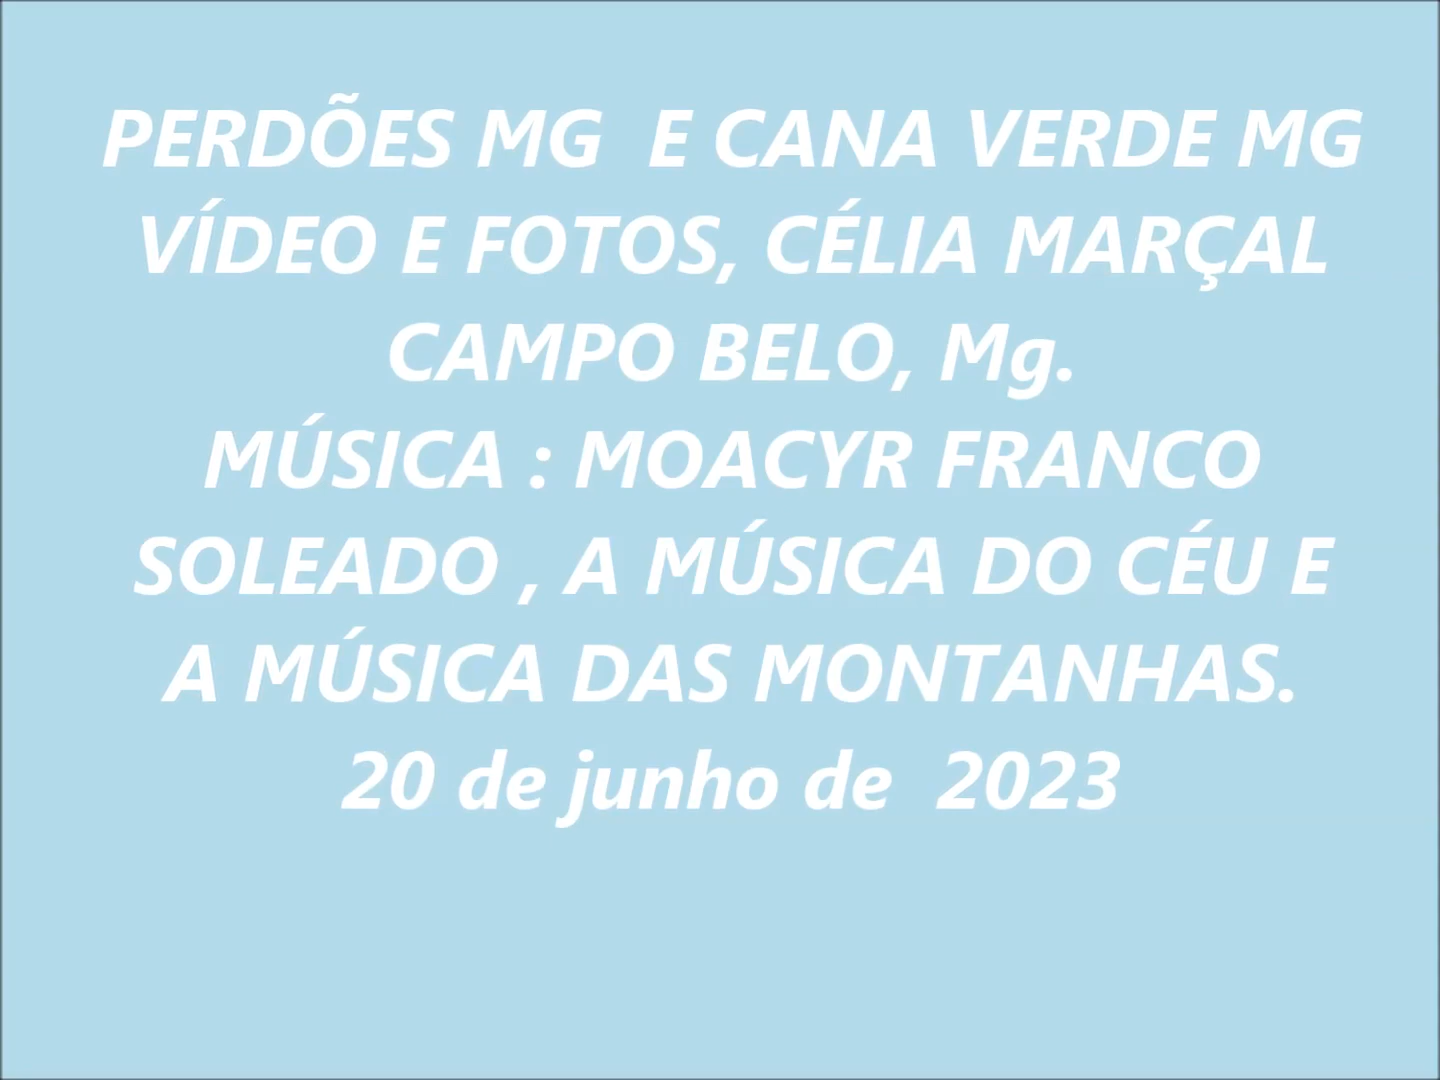 PERDÕES MG  E CANA VERDE MG
VÍDEO E FOTOS, CÉLIA MARÇAL
CAMPO BELO, Mg.
MÚSICA : MOACYR FRANCO
SOLEADO , A MÚSICA DO CÉU E
A MÚSICA DAS MONTANHAS.
20 de junho de  2023